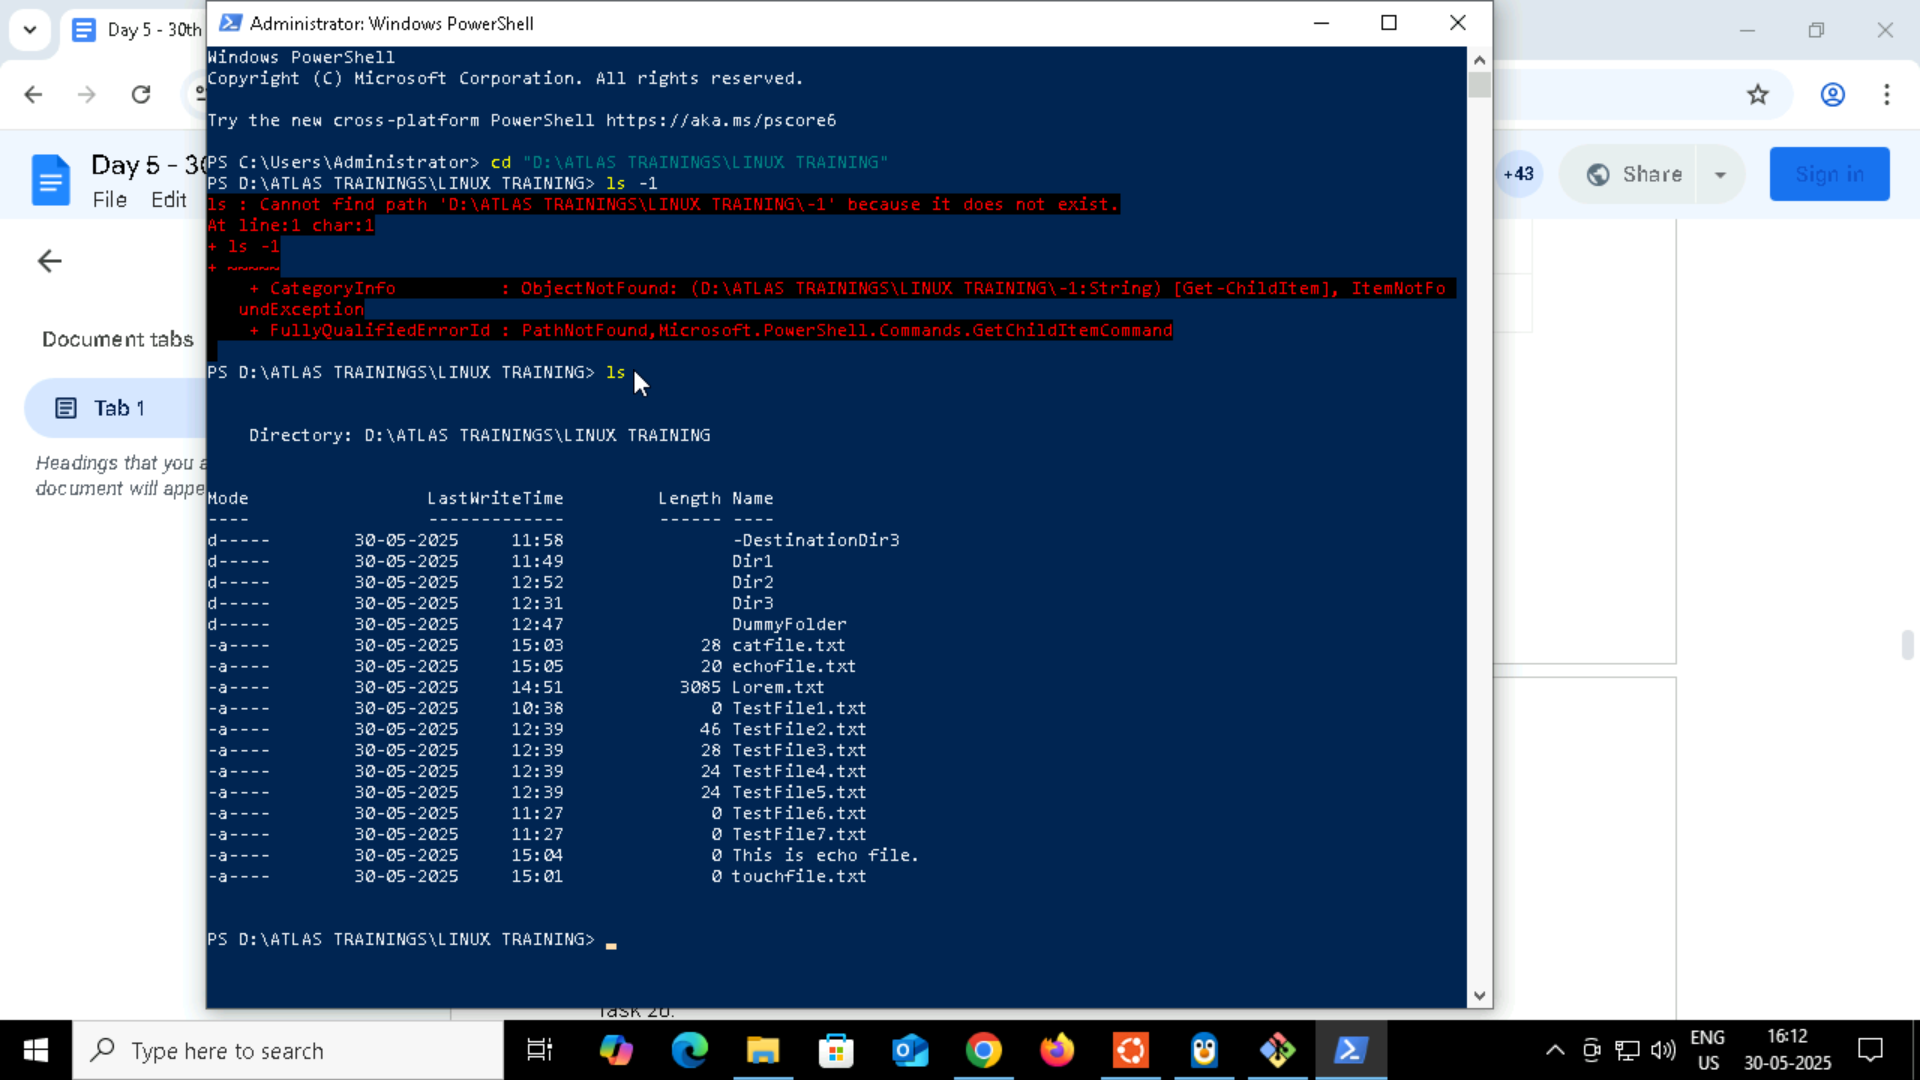 Day 5 - 30th
Administrator: Windows PowerShell
Windows PowerShell
Copyright (C) Microsoft Corporation. All rights reserved.
Try the new cross-platform PowerShell https://aka.ms/pscore6
PS C:\Users\Administrator> cd "D:\ATLAS TRAININGS\LINUX TRAINING"
PS D:\ATLAS TRAININGS\LINUX TRAINING> ls -1
ls : Cannot find path 'D:\ATLAS TRAININGS\LINUX TRAINING\-1' because it does not exist.
At line:1 char:1
+ ls -1
+ ~~~~~
+ CategoryInfo : ObjectNotFound: (D:\ATLAS TRAININGS\LINUX TRAINING\-1:String) [Get-ChildItem], ItemNotFo
undException
+ FullyQualifiedErrorId : PathNotFound,Microsoft.PowerShell.Commands.GetChildItemCommand
PS D:\ATLAS TRAININGS\LINUX TRAINING> ls
Directory: D:\ATLAS TRAININGS\LINUX TRAINING
Mode LastWriteTime Length Name
---- ------------- ------ ----
d----- 30-05-2025 11:58 -DestinationDir3
d----- 30-05-2025 11:49 Dir1
d----- 30-05-2025 12:52 Dir2
d----- 30-05-2025 12:31 Dir3
d----- 30-05-2025 12:47 DummyFolder
-a---- 30-05-2025 15:03 28 catfile.txt
-a---- 30-05-2025 15:05 20 echofile.txt
-a---- 30-05-2025 14:51 3085 Lorem.txt
-a---- 30-05-2025 10:38 0 TestFile1.txt
-a---- 30-05-2025 12:39 46 TestFile2.txt
-a---- 30-05-2025 12:39 28 TestFile3.txt
-a---- 30-05-2025 12:39 24 TestFile4.txt
-a---- 30-05-2025 12:39 24 TestFile5.txt
-a---- 30-05-2025 11:27 0 TestFile6.txt
-a---- 30-05-2025 11:27 0 TestFile7.txt
-a---- 30-05-2025 15:04 0 This is echo file.
-a---- 30-05-2025 15:01 0 touchfile.txt
PS D:\ATLAS TRAININGS\LINUX TRAINING>
Day 5 - 30
File Edit
+43
Share
Sign in
Document tabs
Tab 1
Headings that you a
document will appe
Task 20:
Type here to search
ENG
US
16:12
30-05-2025